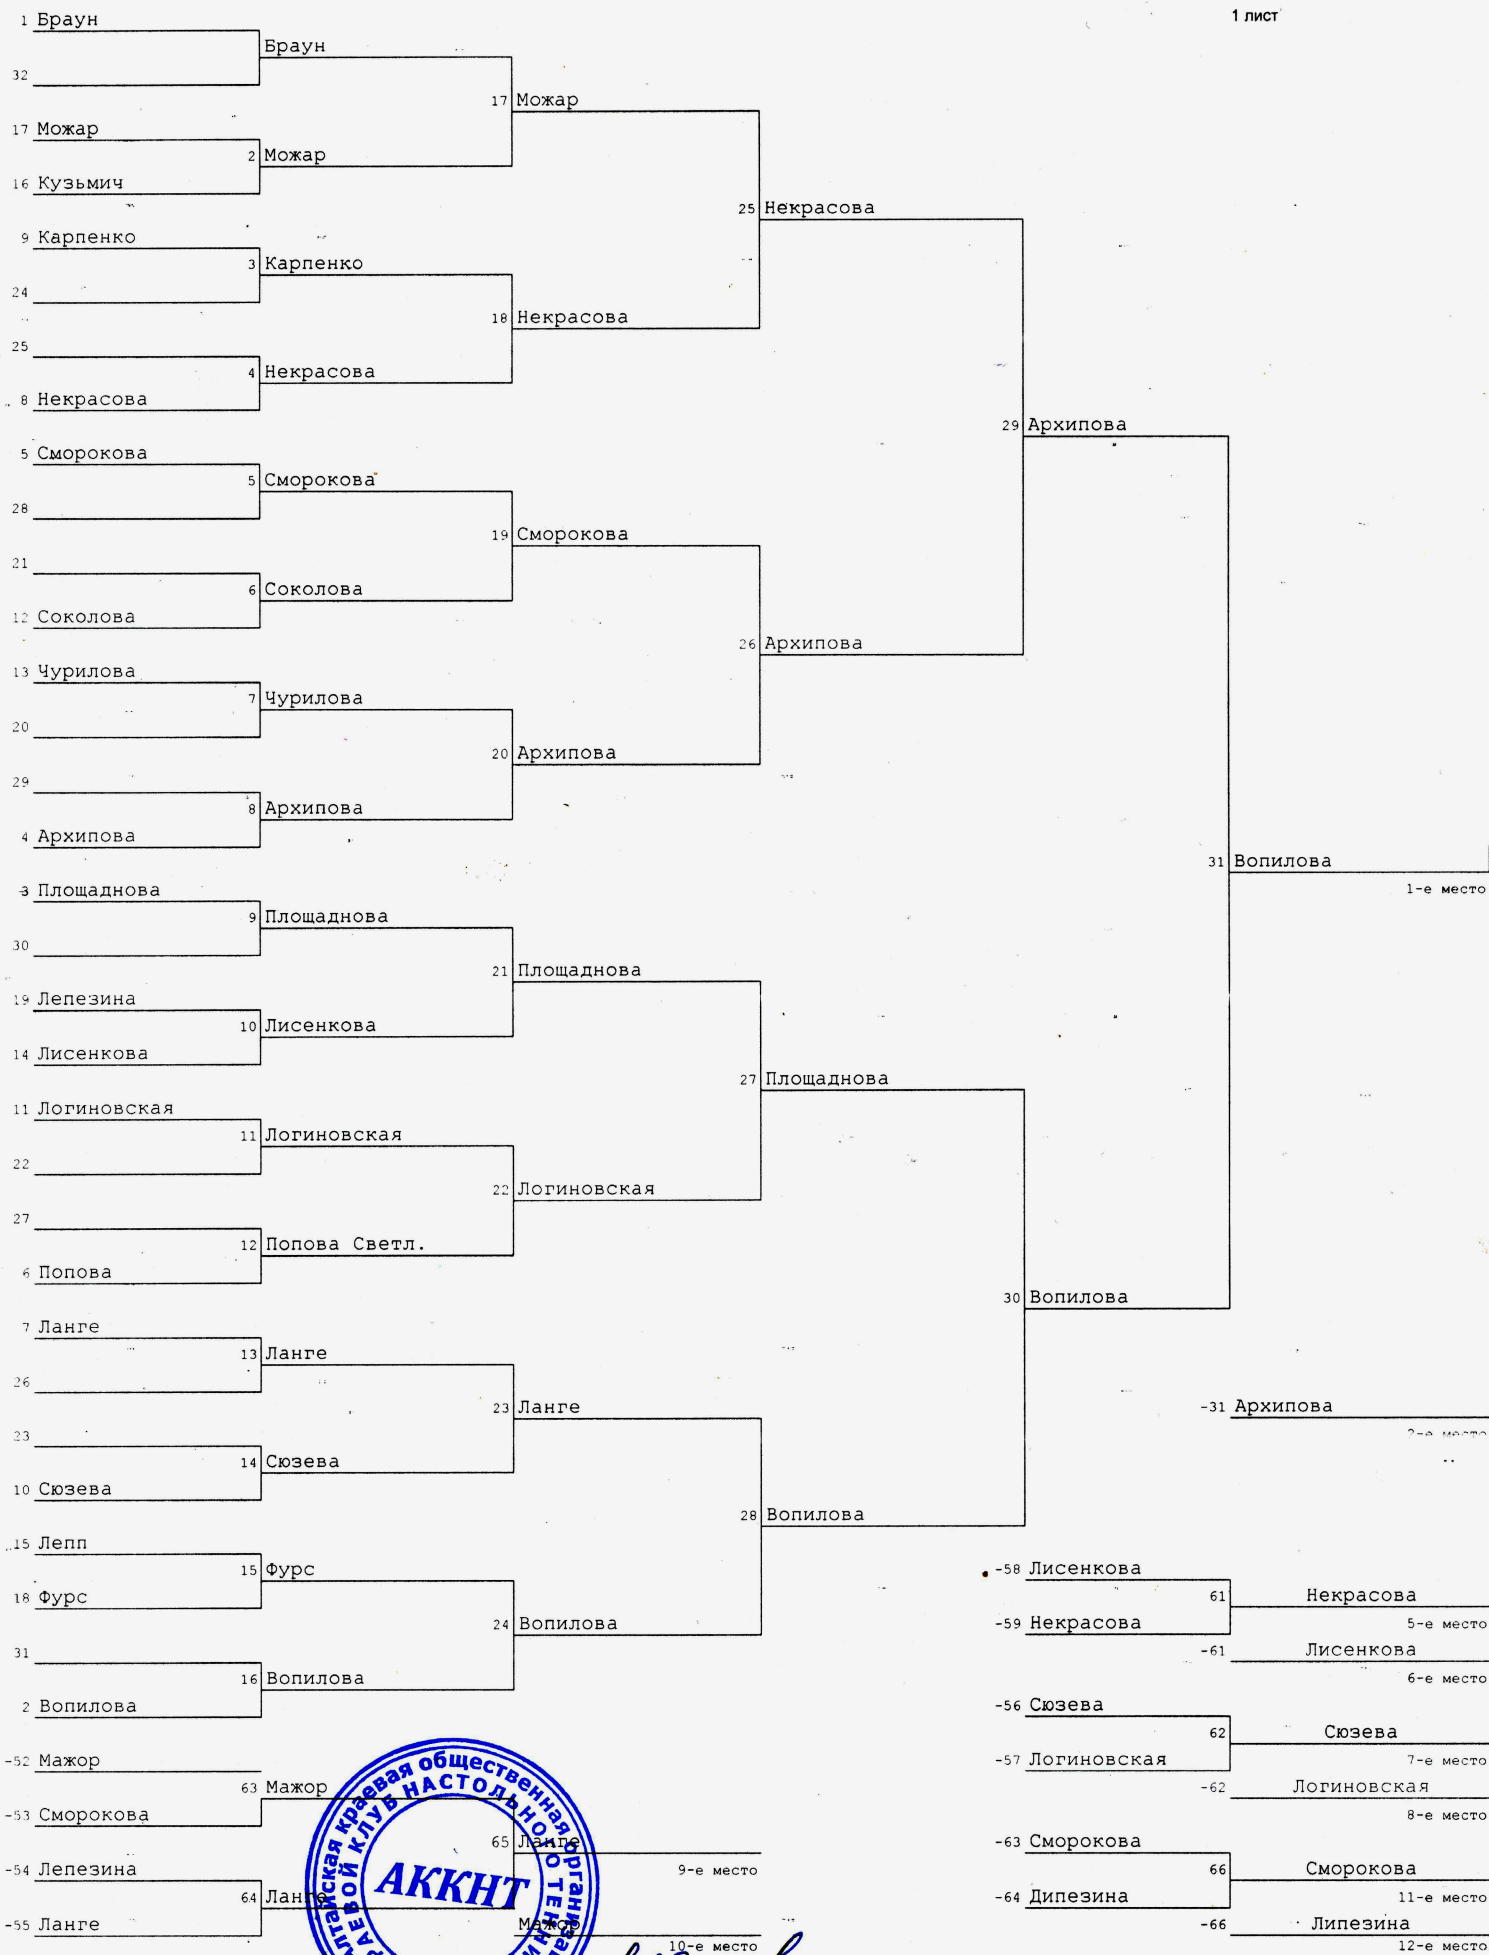 1 лист
1 Браун
Браун
32
17 Можар
17 Можар
2 Можар
16 Кузьмич
25 Некрасова
9 Карпенко
3 Карпенко
24
18 Некрасова
25
4 Некрасова
8 Некрасова
29 Архипова
5 Сморокова
5 Сморокова
28
19 Сморокова
21
6 Соколова
12 Соколова
26 Архипова
13 Чурилова
7 Чурилова
20
20 Архипова
29
8 Архипова
4 Архипова
31 Вопилова
1-е место
3 Площаднова
9 Площаднова
30
21 Площаднова
19 Лепезина
10 Лисенкова
14 Лисенкова
27 Площаднова
11 Логиновская
11 Логиновская
22
22 Логиновская
27
12 Попова Светл.
6 Попова
30 Вопилова
7 Ланге
13 Ланге
26
23 Ланге
-31 Архипова
2-е место
23
14 Сюзева
10 Сюзева
28 Вопилова
15 Лепп
15 Фурс
18 Фурс
24 Вопилова
31
16 Вопилова
2 Вопилова
-58 Лисенкова
61 Некрасова
-59 Некрасова
5-е место
-61 Лисенкова
6-е место
-56 Сюзева
62 Сюзева
-57 Логиновская
7-е место
-62 Логиновская
8-е место
-63 Сморокова
66 Сморокова
-64 Дипезина
11-е место
-66 Липезина
12-е место
-52 Мажор
63 Мажор
-53 Сморокова
65 Ланге
9-е место
-54 Лепезина
64 Ланге
-55 Ланге
Мажор
10-е место
краевая общественная
КЛУБ НАСТОЛЬНОГО
АККНТ